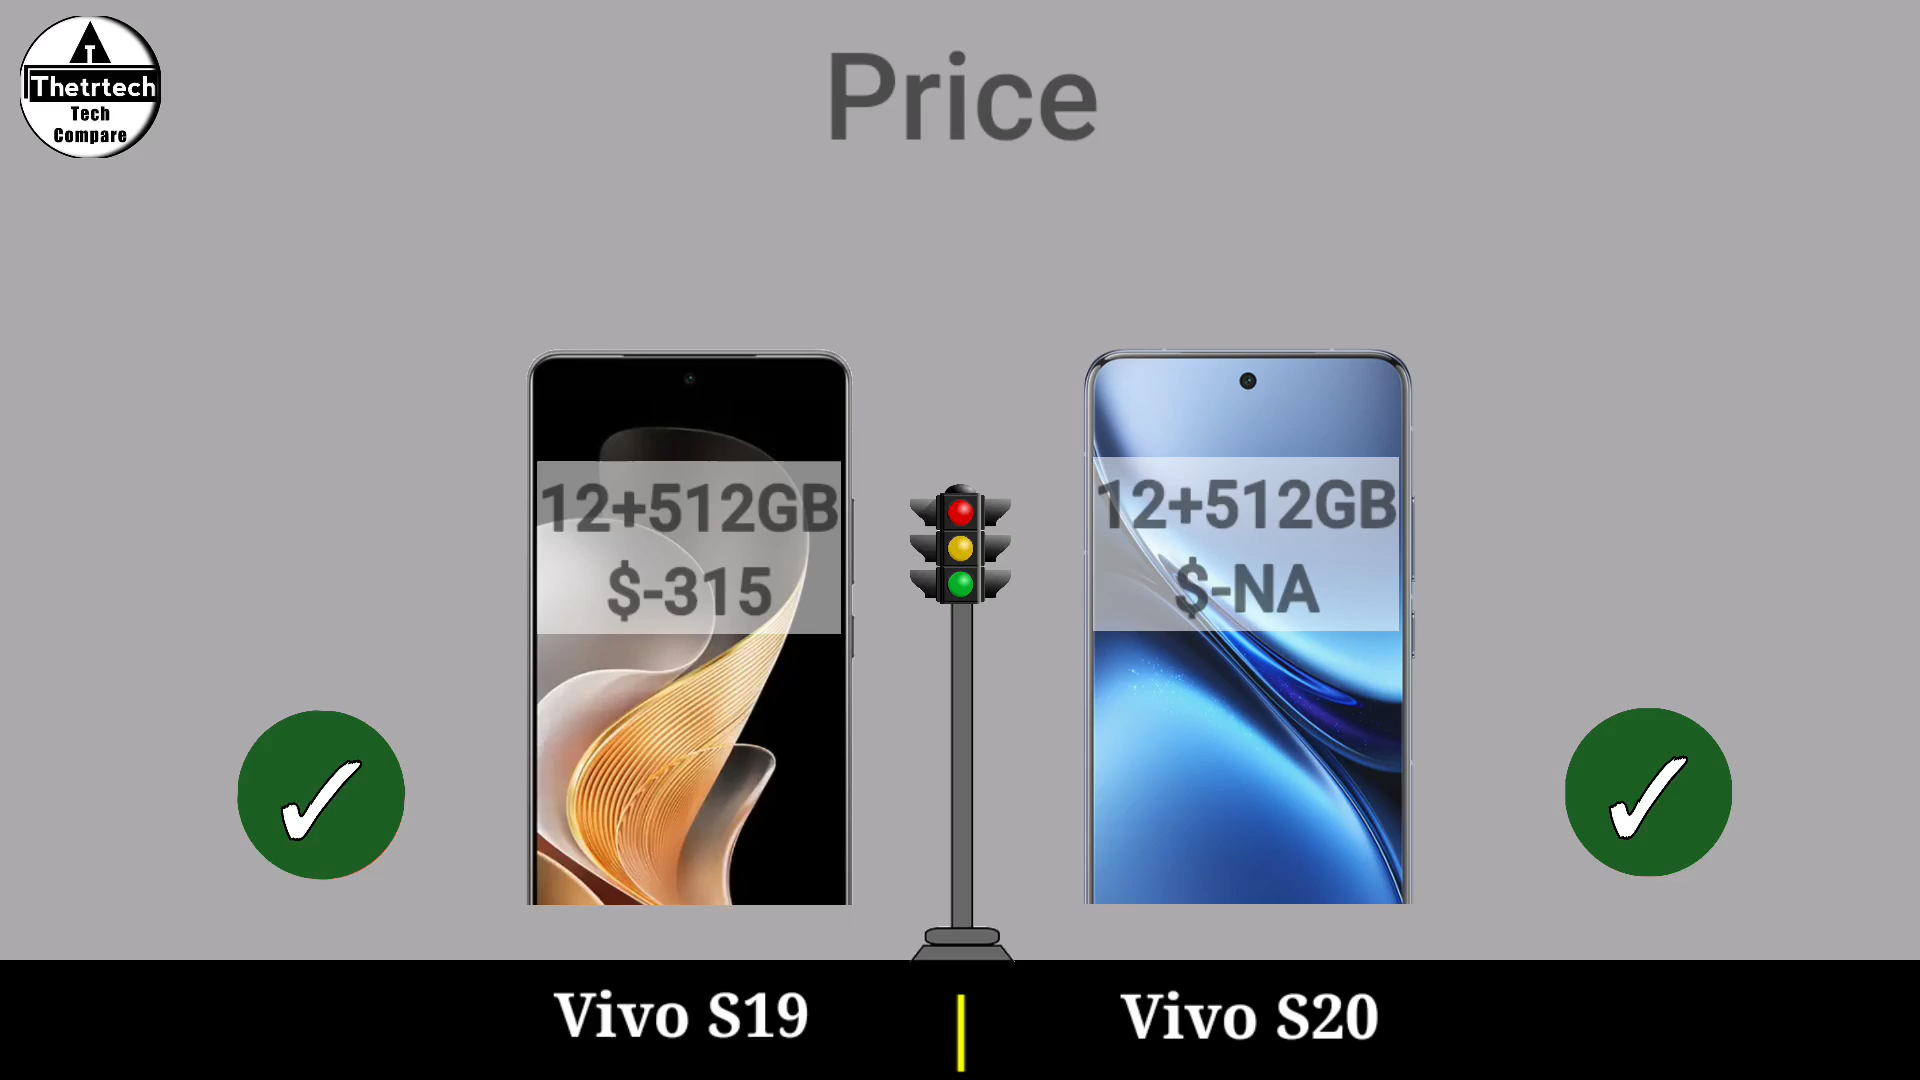 T
Thetrtech
Tech
Compare
Price
12+512GB
$-315
12+512GB
$-NA
Vivo S19
Vivo S20